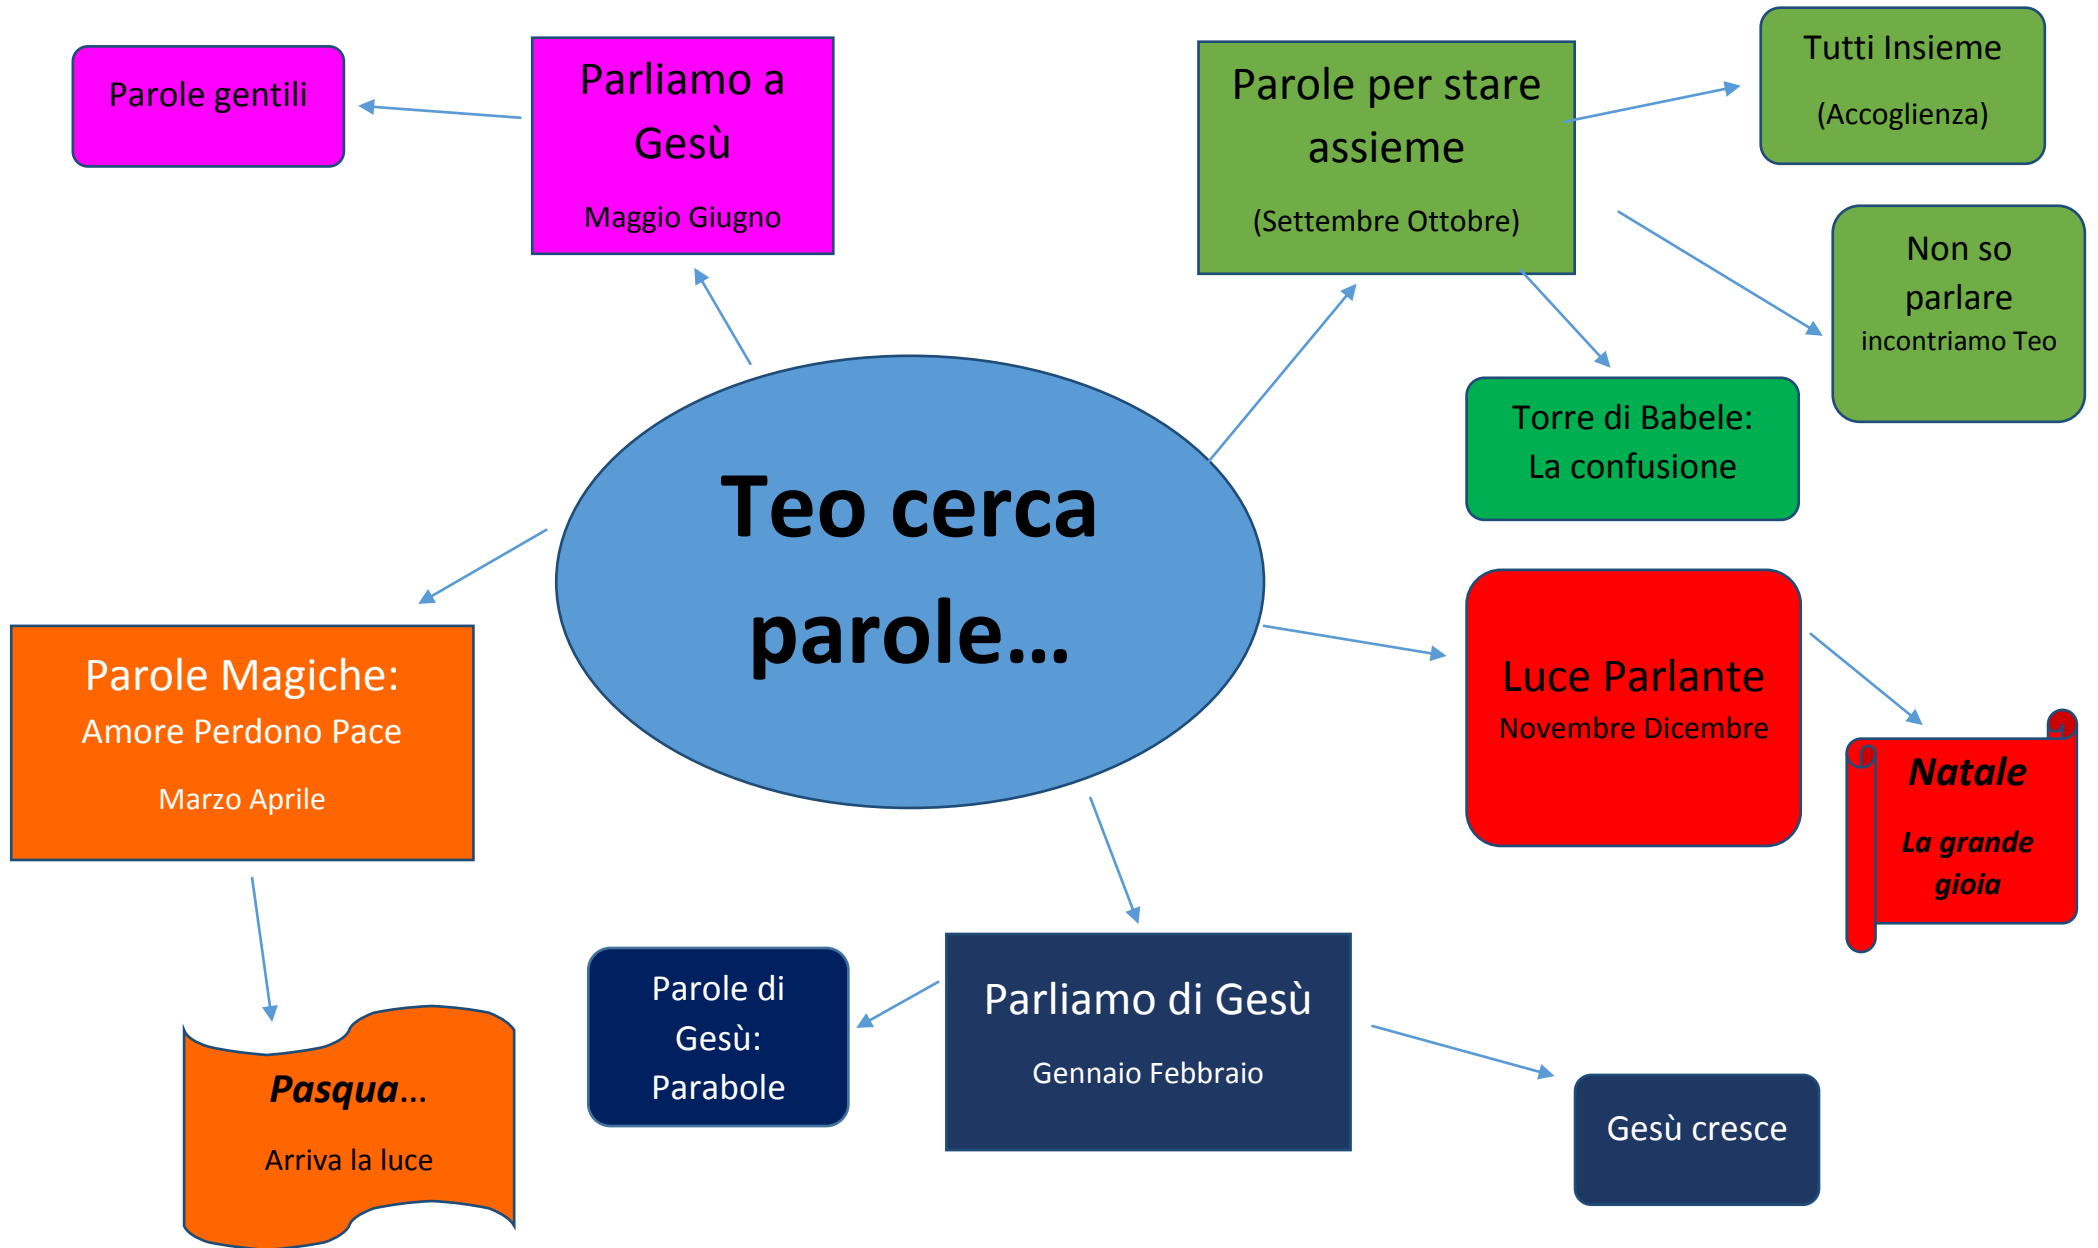 Parole gentili
Parliamo a
Gesù
Maggio Giugno
Parole per stare
assieme
(Settembre Ottobre)
Tutti Insieme
(Accoglienza)
Non so
parlare
incontriamo Teo
Torre di Babele:
La confusione
Teo cerca
parole...
Luce Parlante
Novembre Dicembre
Natale
La grande
gioia
Parole Magiche:
Amore Perdono Pace
Marzo Aprile
Pasqua...
Arriva la luce
Parole di
Gesù:
Parabole
Parliamo di Gesù
Gennaio Febbraio
Gesù cresce